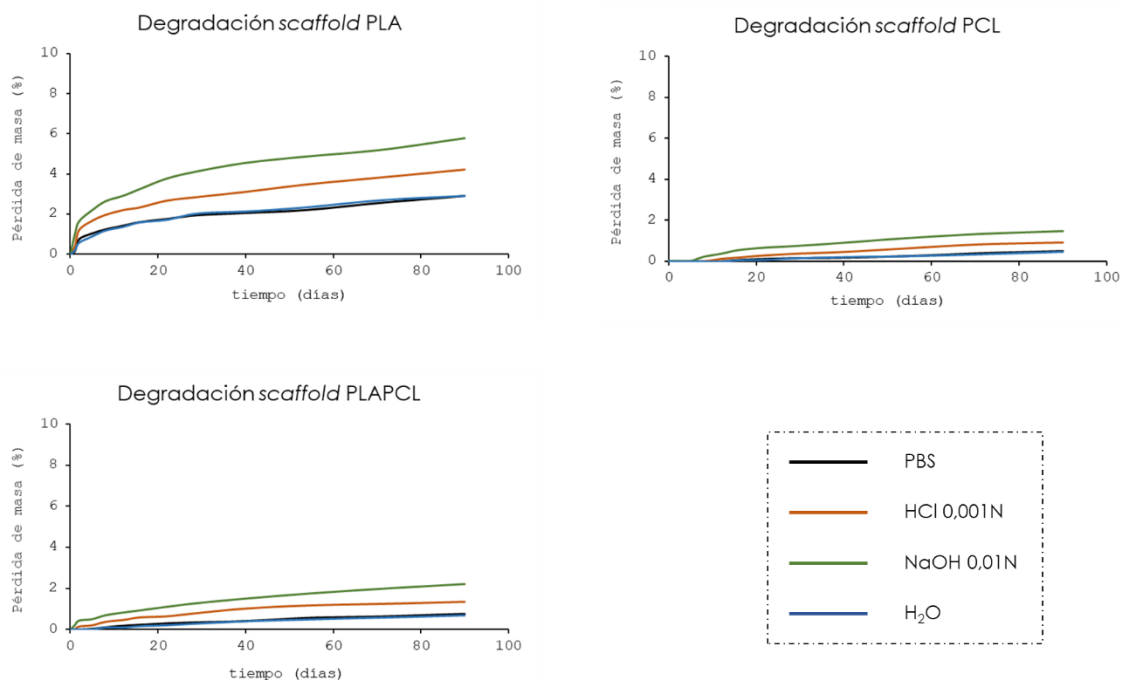 Degradación scaffold PLA
Pérdida de masa (%)
10
8
6
4
2
0
0 20 40 60 80 100
tiempo (días)
Degradación scaffold PCL
Pérdida de masa (%)
10
8
6
4
2
0
0 20 40 60 80 100
tiempo (días)
Degradación scaffold PLAPCL
Pérdida de masa (%)
10
8
6
4
2
0
0 20 40 60 80 100
tiempo (días)
PBS
HCl 0,001N
NaOH 0,01N
H₂O